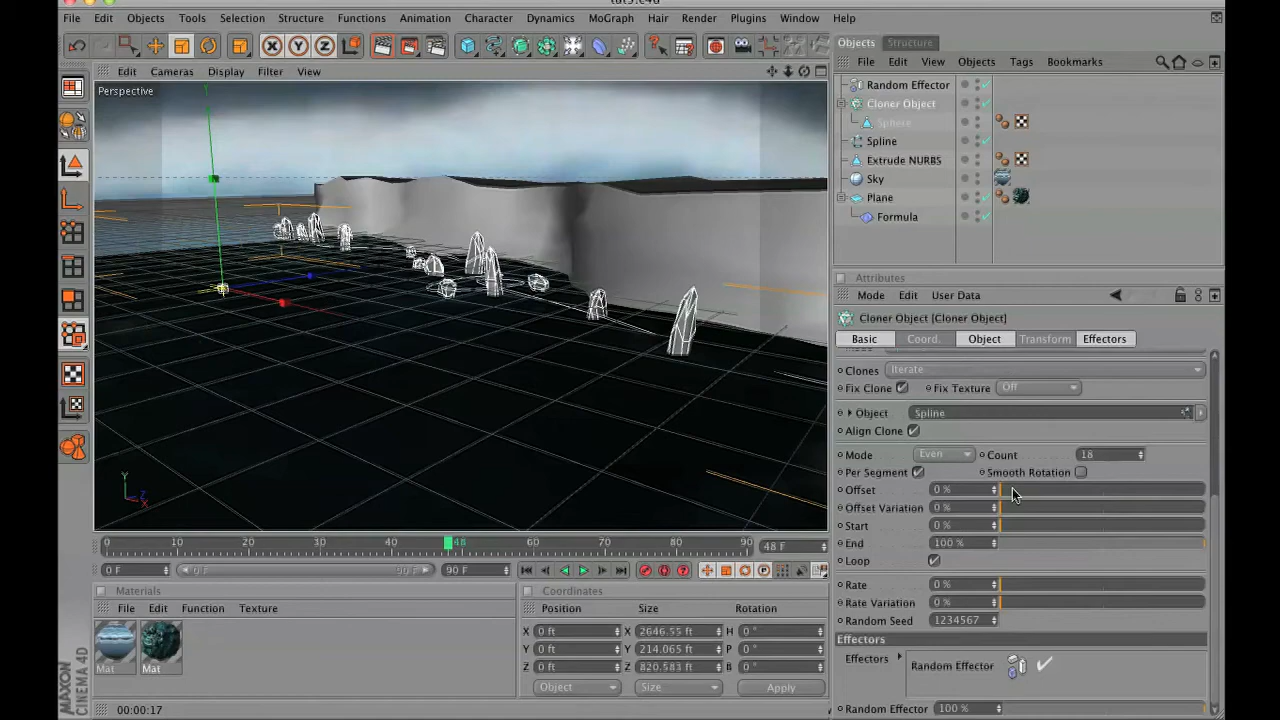 tut5.c4d
File Edit Objects Tools Selection Structure Functions Animation Character Dynamics MoGraph Hair Render Plugins Window Help
X Y Z
Objects Structure
File Edit View Objects Tags Bookmarks
Edit Cameras Display Filter View
Perspective
Y
Random Effector
Cloner Object
Sphere
Spline
Extrude NURBS
Sky
Plane
Formula
Attributes
Mode Edit User Data
Cloner Object [Cloner Object]
Basic Coord. Object Transform Effectors
Clones Iterate
Fix Clone Fix Texture Off
Object Spline
Align Clone
Mode Even Count 18
Per Segment Smooth Rotation
Offset 0 %
Offset Variation 0 %
Start 0 %
End 100 %
Loop
Rate 0 %
Rate Variation 0 %
Random Seed 1234567
Effectors
Effectors Random Effector
Random Effector 100 %
Y Z X
0 10 20 30 40 48 60 70 80 90 48 F
0 F 0 F 90 F 90 F
Materials
File Edit Function Texture
Mat Mat
Coordinates
Position Size Rotation
X 0 ft X 2646.55 ft H 0 °
Y 0 ft Y 214.065 ft P 0 °
Z 0 ft Z 820.583 ft B 0 °
Object Size Apply
MAXON
CINEMA 4D
00:00:17